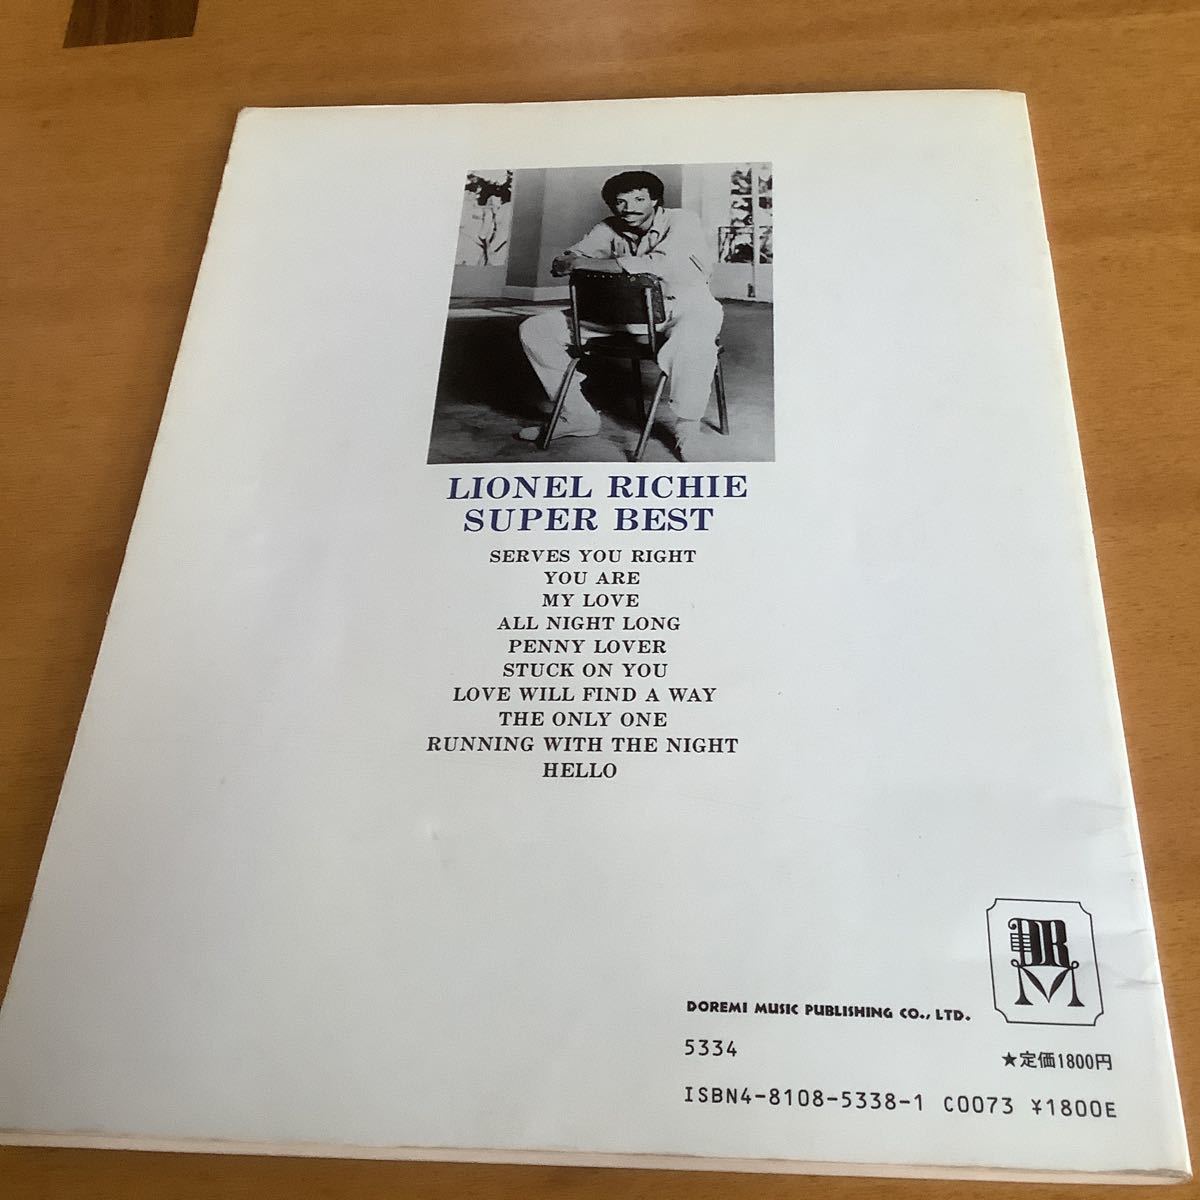 LIONEL RICHIE
SUPER BEST
SERVES YOU RIGHT
YOU ARE
MY LOVE
ALL NIGHT LONG
PENNY LOVER
STUCK ON YOU
LOVE WILL FIND A WAY
THE ONLY ONE
RUNNING WITH THE NIGHT
HELLO
DRM
DOREMI MUSIC PUBLISHING CO., LTD.
5334
★定価1800円
ISBN4-8108-5338-1 C0073 ¥1800E